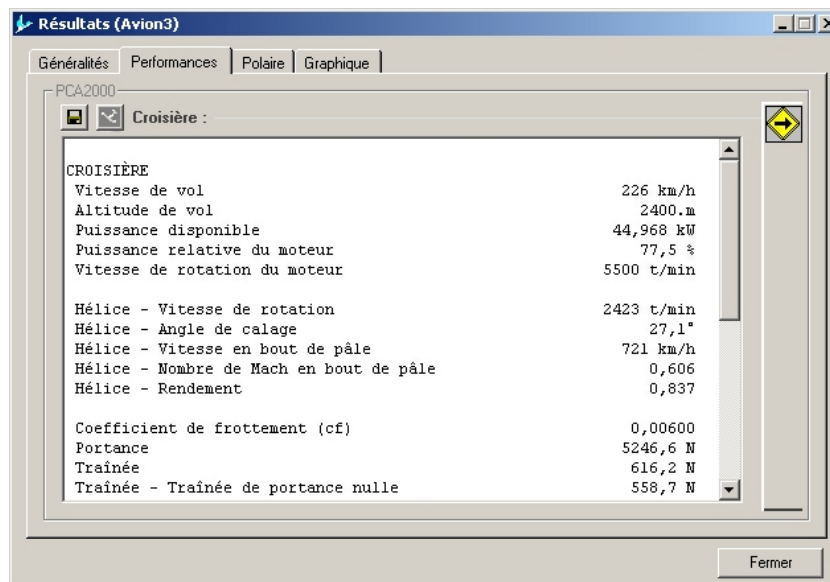 Résultats (Avion3)
Généralités Performances Polaire Graphique
PCA2000
Croisière :
CROISIÈRE
Vitesse de vol 226 km/h
Altitude de vol 2400.m
Puissance disponible 44,968 kW
Puissance relative du moteur 77,5 %
Vitesse de rotation du moteur 5500 t/min
Hélice - Vitesse de rotation 2423 t/min
Hélice - Angle de calage 27,1°
Hélice - Vitesse en bout de pâle 721 km/h
Hélice - Nombre de Mach en bout de pâle 0,606
Hélice - Rendement 0,837
Coefficient de frottement (cf) 0,00600
Portance 5246,6 N
Traînée 616,2 N
Traînée - Traînée de portance nulle 558,7 N
Fermer